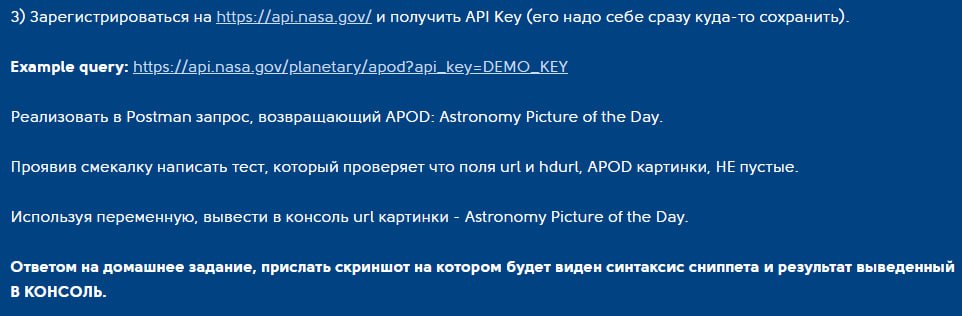 3) Зарегистрироваться на https://api.nasa.gov/ и получить API Key (его надо себе сразу куда-то сохранить).
Example query: https://api.nasa.gov/planetary/apod?api_key=DEMO_KEY
Реализовать в Postman запрос, возвращающий APOD: Astronomy Picture of the Day.
Проявив смекалку написать тест, который проверяет что поля url и hdurl, APOD картинки, НЕ пустые.
Используя переменную, вывести в консоль url картинки - Astronomy Picture of the Day.
Ответом на домашнее задание, прислать скриншот на котором будет виден синтаксис сниппета и результат выведенный
В КОНСОЛЬ.